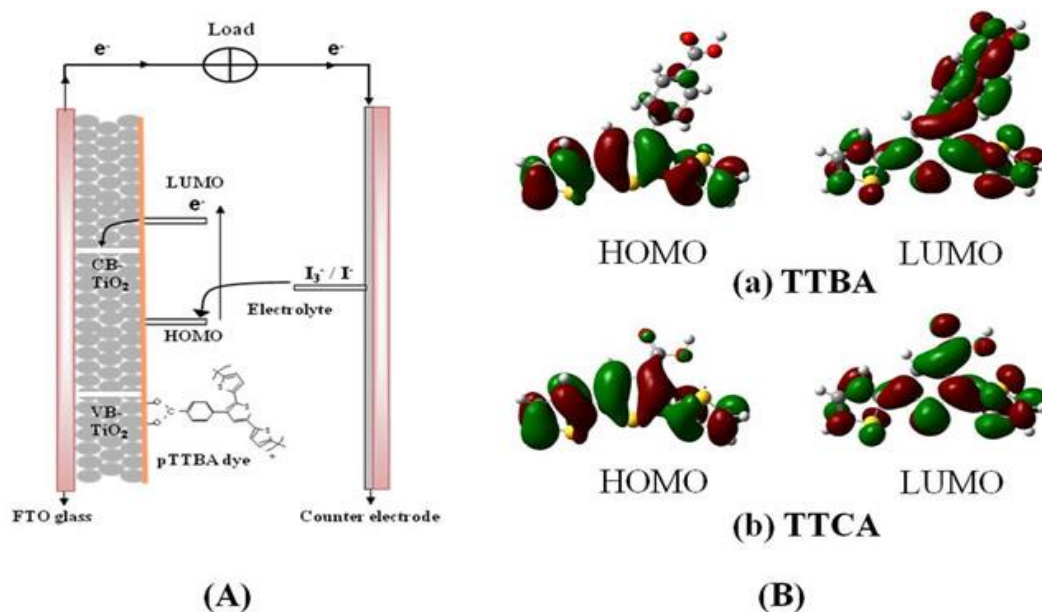 Load
e⁻ e⁻
LUMO
e⁻
CB-
TiO₂
I₃⁻ / I⁻
Electrolyte
HOMO
VB-
TiO₂
S
S
S
n
pTTBA dye
FTO glass
Counter electrode
(A)
HOMO LUMO
(a) TTBA
HOMO LUMO
(b) TTCA
(B)